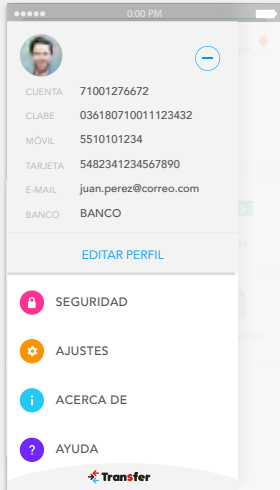 0:00 PM
CUENTA 71001276672
CLABE 036180710011123432
MÓVIL 5510101234
TARJETA 5482341234567890
E-MAIL juan.perez@correo.com
BANCO BANCO
EDITAR PERFIL
SEGURIDAD
AJUSTES
ACERCA DE
AYUDA
Transfer